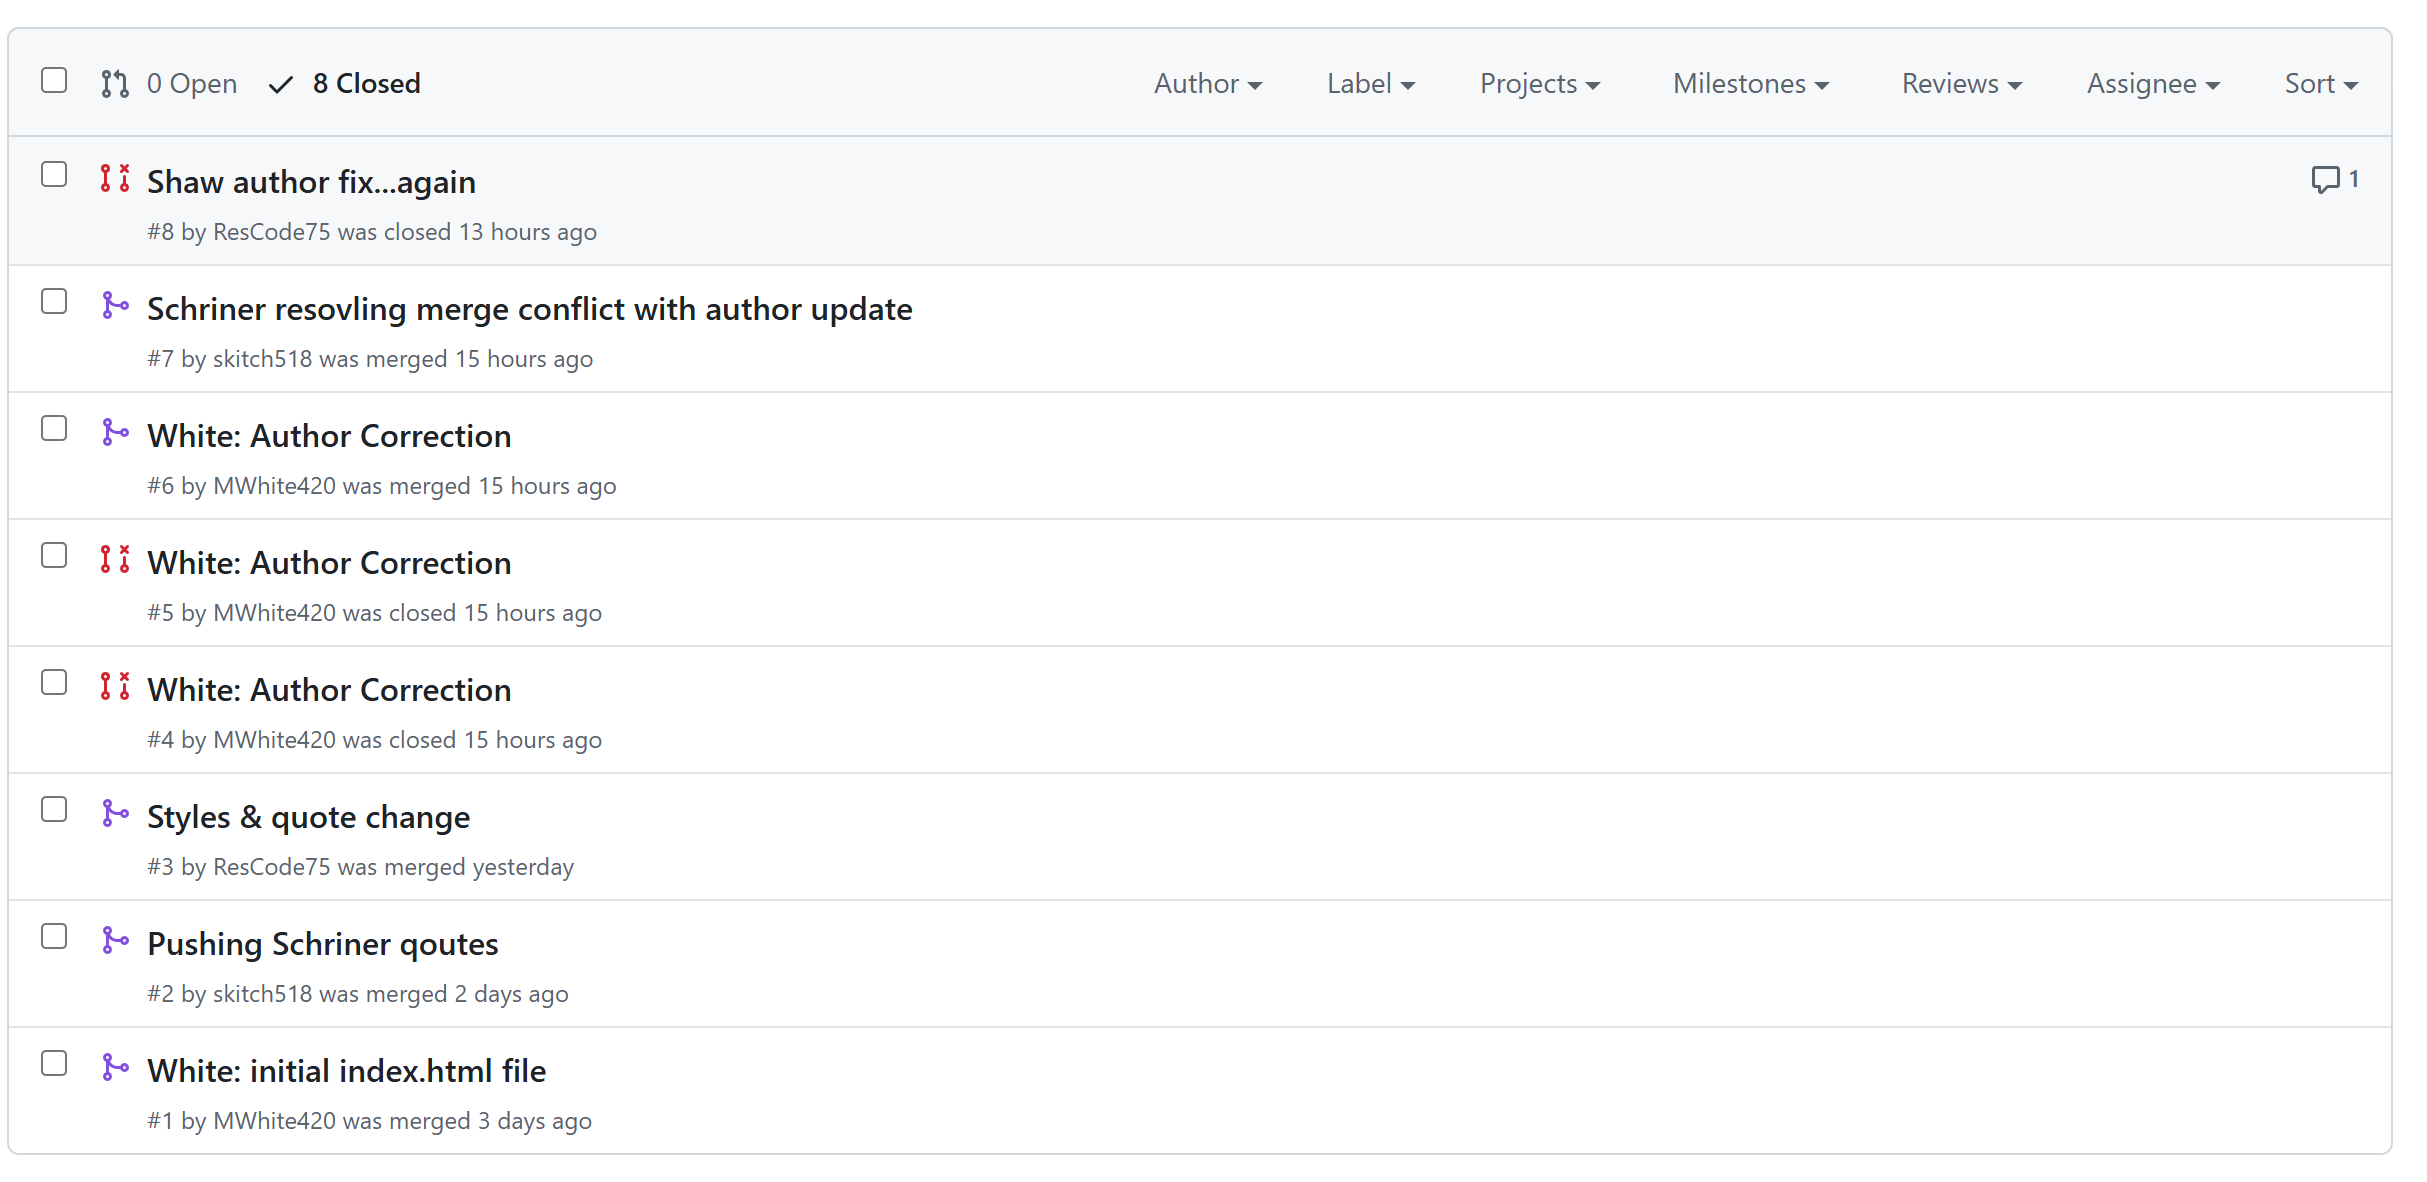 0 Open 8 Closed Author Label Projects Milestones Reviews Assignee Sort
Shaw author fix...again 1
#8 by ResCode75 was closed 13 hours ago
Schriner resovling merge conflict with author update
#7 by skitch518 was merged 15 hours ago
White: Author Correction
#6 by MWhite420 was merged 15 hours ago
White: Author Correction
#5 by MWhite420 was closed 15 hours ago
White: Author Correction
#4 by MWhite420 was closed 15 hours ago
Styles & quote change
#3 by ResCode75 was merged yesterday
Pushing Schriner qoutes
#2 by skitch518 was merged 2 days ago
White: initial index.html file
#1 by MWhite420 was merged 3 days ago